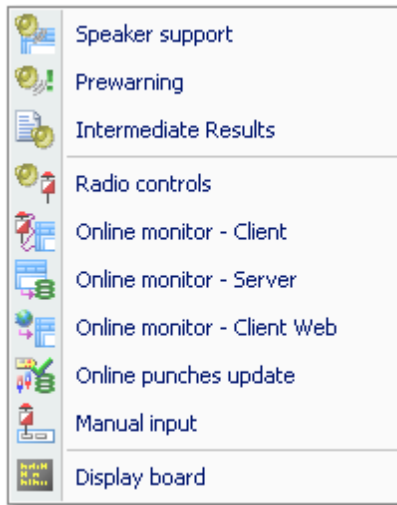 Speaker support
Prewarning
Intermediate Results
Radio controls
Online monitor - Client
Online monitor - Server
Online monitor - Client Web
Online punches update
Manual input
Display board